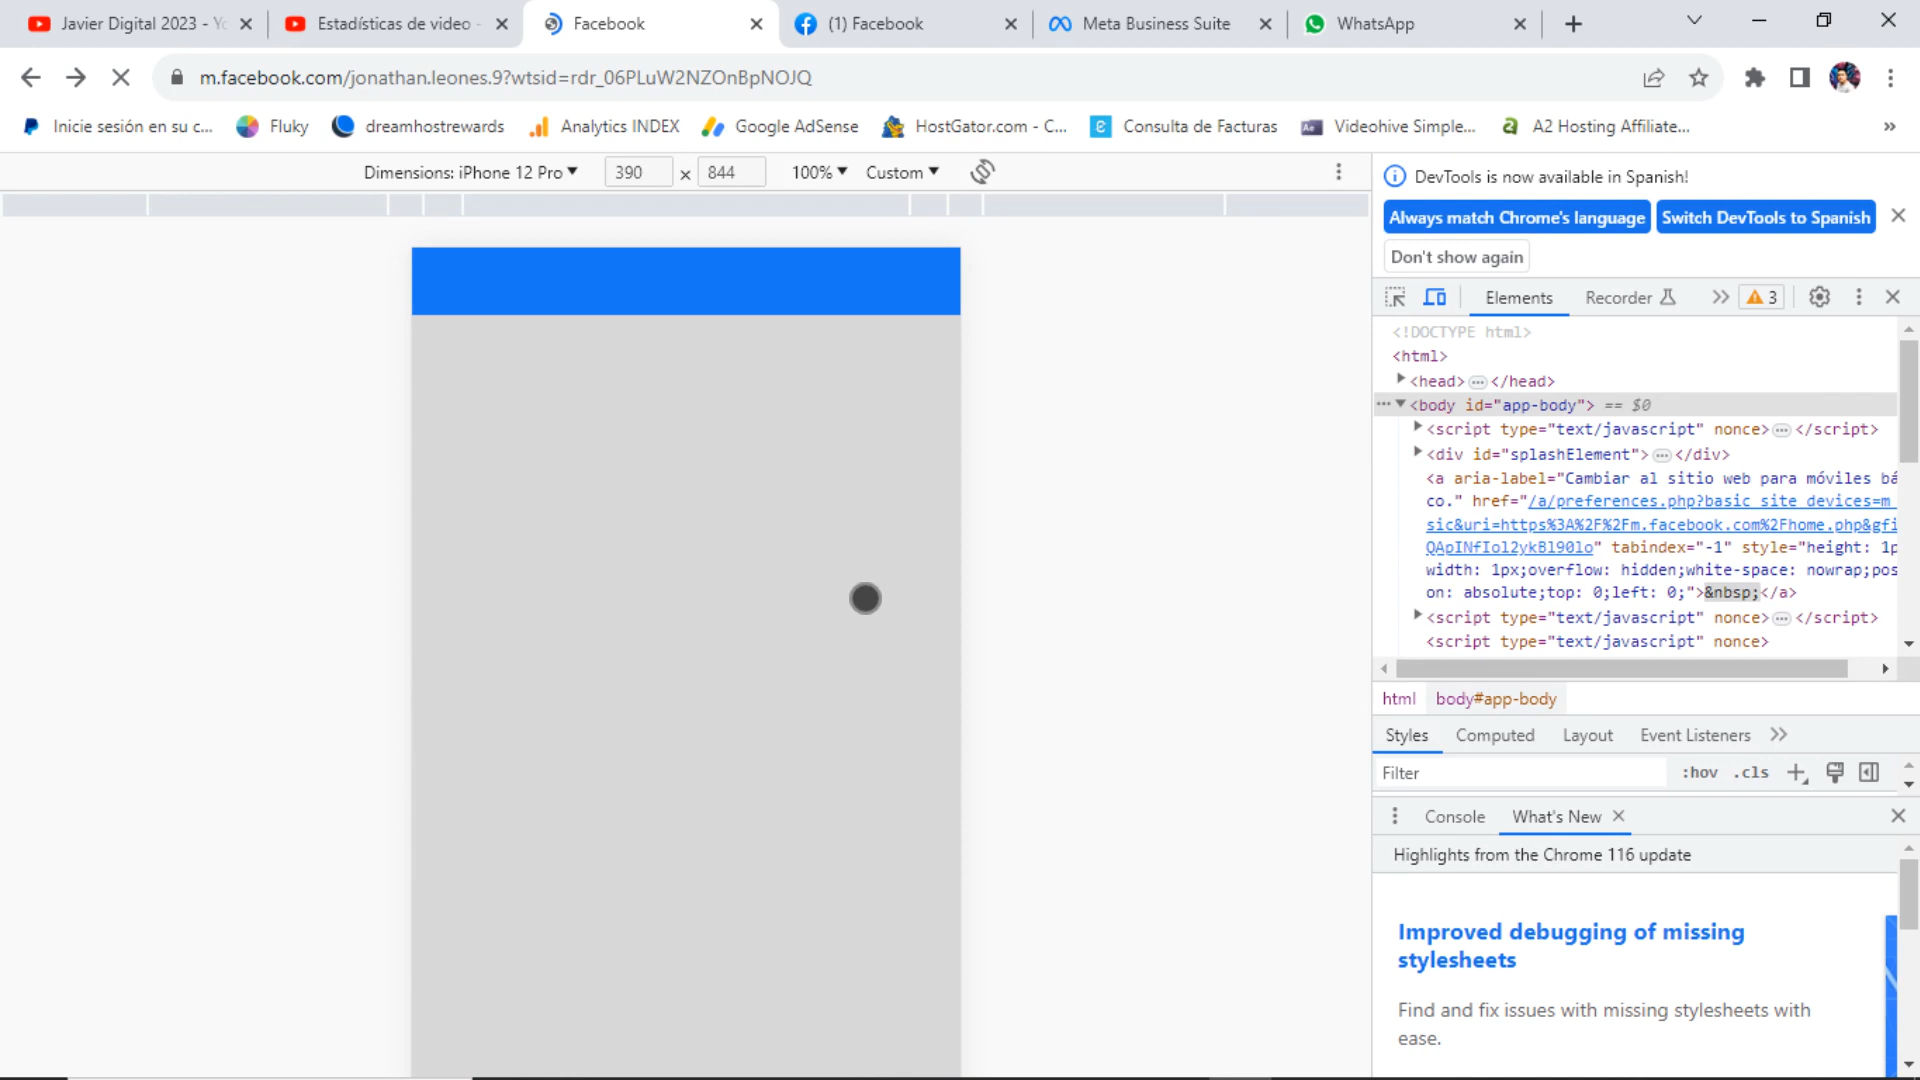 Javier Digital 2023 - Yo
Estadísticas de video -
Facebook
(1) Facebook
Meta Business Suite
WhatsApp
m.facebook.com/jonathan.leones.9?wtsid=rdr_06PLuW2NZOnBpNOJQ
Inicie sesión en su c...
Fluky
dreamhostrewards
Analytics INDEX
Google AdSense
HostGator.com - C...
Consulta de Facturas
Videohive Simple...
A2 Hosting Affiliate...
»
Dimensions: iPhone 12 Pro
390 x 844
100%
Custom
DevTools is now available in Spanish!
Always match Chrome's language
Switch DevTools to Spanish
Don't show again
Elements
Recorder
3
<!DOCTYPE html>
<html>
<head>…</head>
<body id="app-body"> == $0
<script type="text/javascript" nonce>…</script>
<div id="splashElement">…</div>
<a aria-label="Cambiar al sitio web para móviles bá
co." href="/a/preferences.php?basic_site_devices=m_
sic&uri=https%3A%2F%2Fm.facebook.com%2Fhome.php&gfi
QApINfIol2ykBl90lo" tabindex="-1" style="height: 1p
width: 1px;overflow: hidden;white-space: nowrap;pos
on: absolute;top: 0;left: 0;">&nbsp;</a>
<script type="text/javascript" nonce>…</script>
<script type="text/javascript" nonce>
html
body#app-body
Styles
Computed
Layout
Event Listeners
Filter
:hov .cls
Console
What's New
Highlights from the Chrome 116 update
Improved debugging of missing
stylesheets
Find and fix issues with missing stylesheets with
ease.